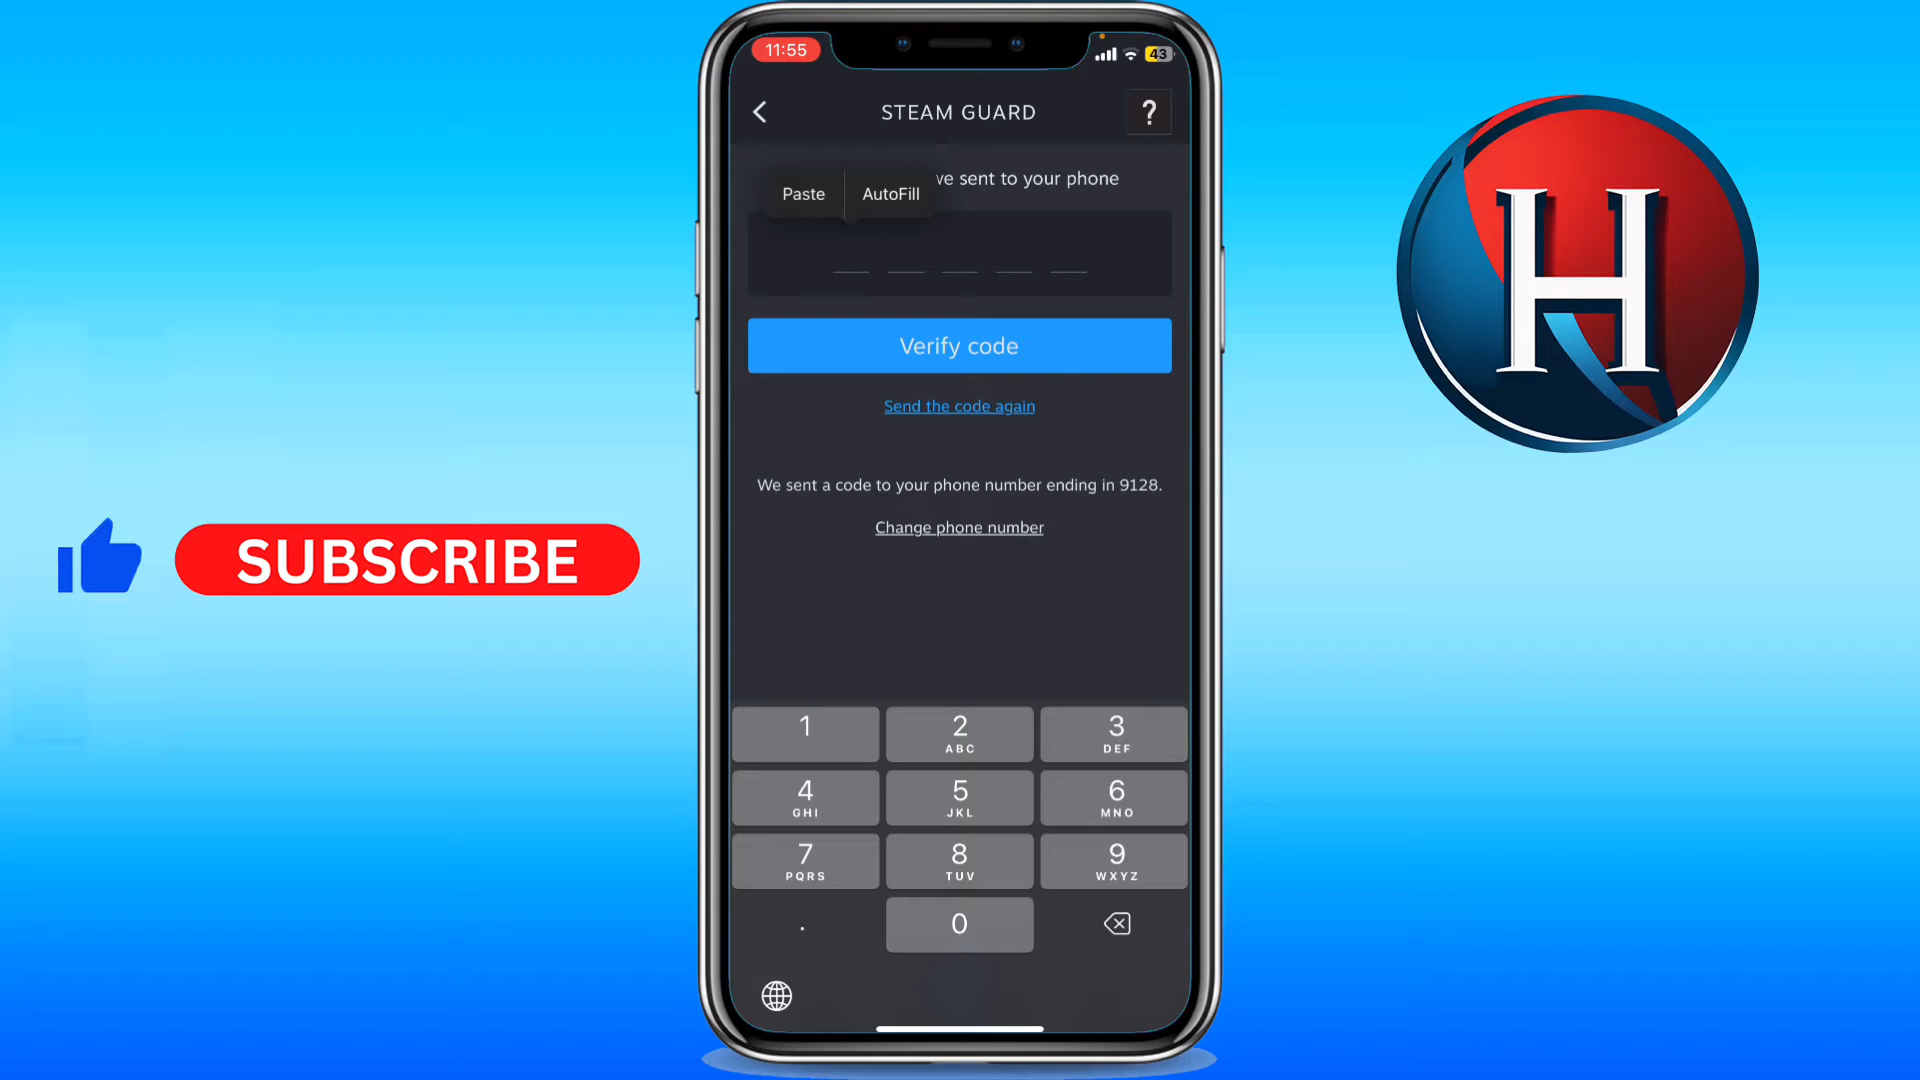 11:55
43
STEAM GUARD
?
we sent to your phone
Paste
AutoFill
Verify code
Send the code again
We sent a code to your phone number ending in 9128.
Change phone number
SUBSCRIBE
H
1
2
ABC
3
DEF
4
GHI
5
JKL
6
MNO
7
PQRS
8
TUV
9
WXYZ
.
0